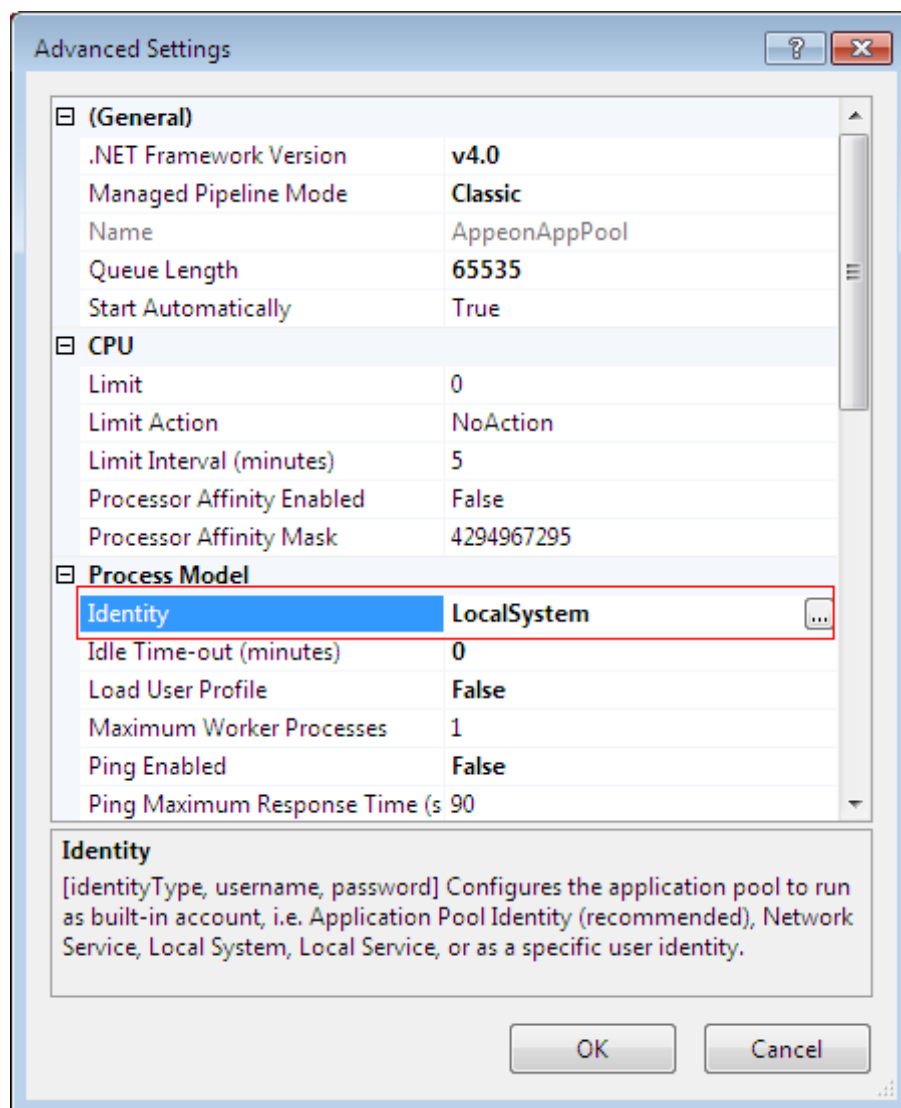 Advanced Settings
(General)
.NET Framework Version v4.0
Managed Pipeline Mode Classic
Name AppeonAppPool
Queue Length 65535
Start Automatically True
CPU
Limit 0
Limit Action NoAction
Limit Interval (minutes) 5
Processor Affinity Enabled False
Processor Affinity Mask 4294967295
Process Model
Identity LocalSystem ...
Idle Time-out (minutes) 0
Load User Profile False
Maximum Worker Processes 1
Ping Enabled False
Ping Maximum Response Time (s 90
Identity
[identityType, username, password] Configures the application pool to run
as built-in account, i.e. Application Pool Identity (recommended), Network
Service, Local System, Local Service, or as a specific user identity.
OK Cancel